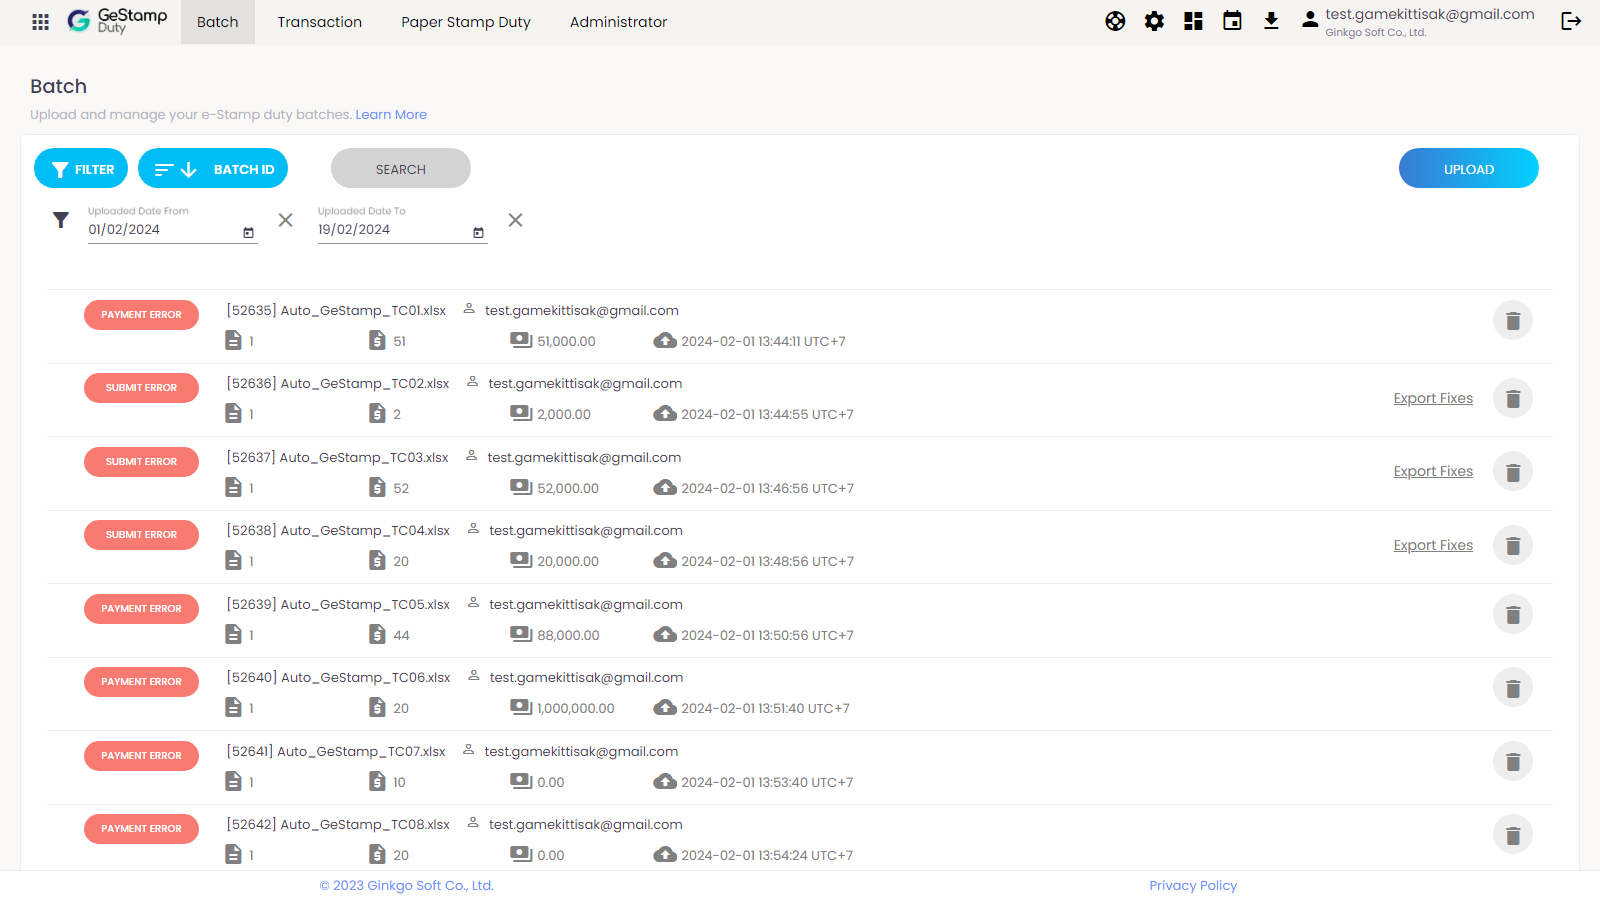 GeStamp Duty
Batch
Transaction
Paper Stamp Duty
Administrator
test.gamekittisak@gmail.com
Ginkgo Soft Co., Ltd.
Batch
Upload and manage your e-Stamp duty batches. Learn More
FILTER
BATCH ID
SEARCH
UPLOAD
Uploaded Date From
01/02/2024
Uploaded Date To
19/02/2024
PAYMENT ERROR
[52635] Auto_GeStamp_TC01.xlsx test.gamekittisak@gmail.com
1 51 51,000.00 2024-02-01 13:44:11 UTC+7
SUBMIT ERROR
[52636] Auto_GeStamp_TC02.xlsx test.gamekittisak@gmail.com
1 2 2,000.00 2024-02-01 13:44:55 UTC+7
Export Fixes
SUBMIT ERROR
[52637] Auto_GeStamp_TC03.xlsx test.gamekittisak@gmail.com
1 52 52,000.00 2024-02-01 13:46:56 UTC+7
Export Fixes
SUBMIT ERROR
[52638] Auto_GeStamp_TC04.xlsx test.gamekittisak@gmail.com
1 20 20,000.00 2024-02-01 13:48:56 UTC+7
Export Fixes
PAYMENT ERROR
[52639] Auto_GeStamp_TC05.xlsx test.gamekittisak@gmail.com
1 44 88,000.00 2024-02-01 13:50:56 UTC+7
PAYMENT ERROR
[52640] Auto_GeStamp_TC06.xlsx test.gamekittisak@gmail.com
1 20 1,000,000.00 2024-02-01 13:51:40 UTC+7
PAYMENT ERROR
[52641] Auto_GeStamp_TC07.xlsx test.gamekittisak@gmail.com
1 10 0.00 2024-02-01 13:53:40 UTC+7
PAYMENT ERROR
[52642] Auto_GeStamp_TC08.xlsx test.gamekittisak@gmail.com
1 20 0.00 2024-02-01 13:54:24 UTC+7
© 2023 Ginkgo Soft Co., Ltd.
Privacy Policy